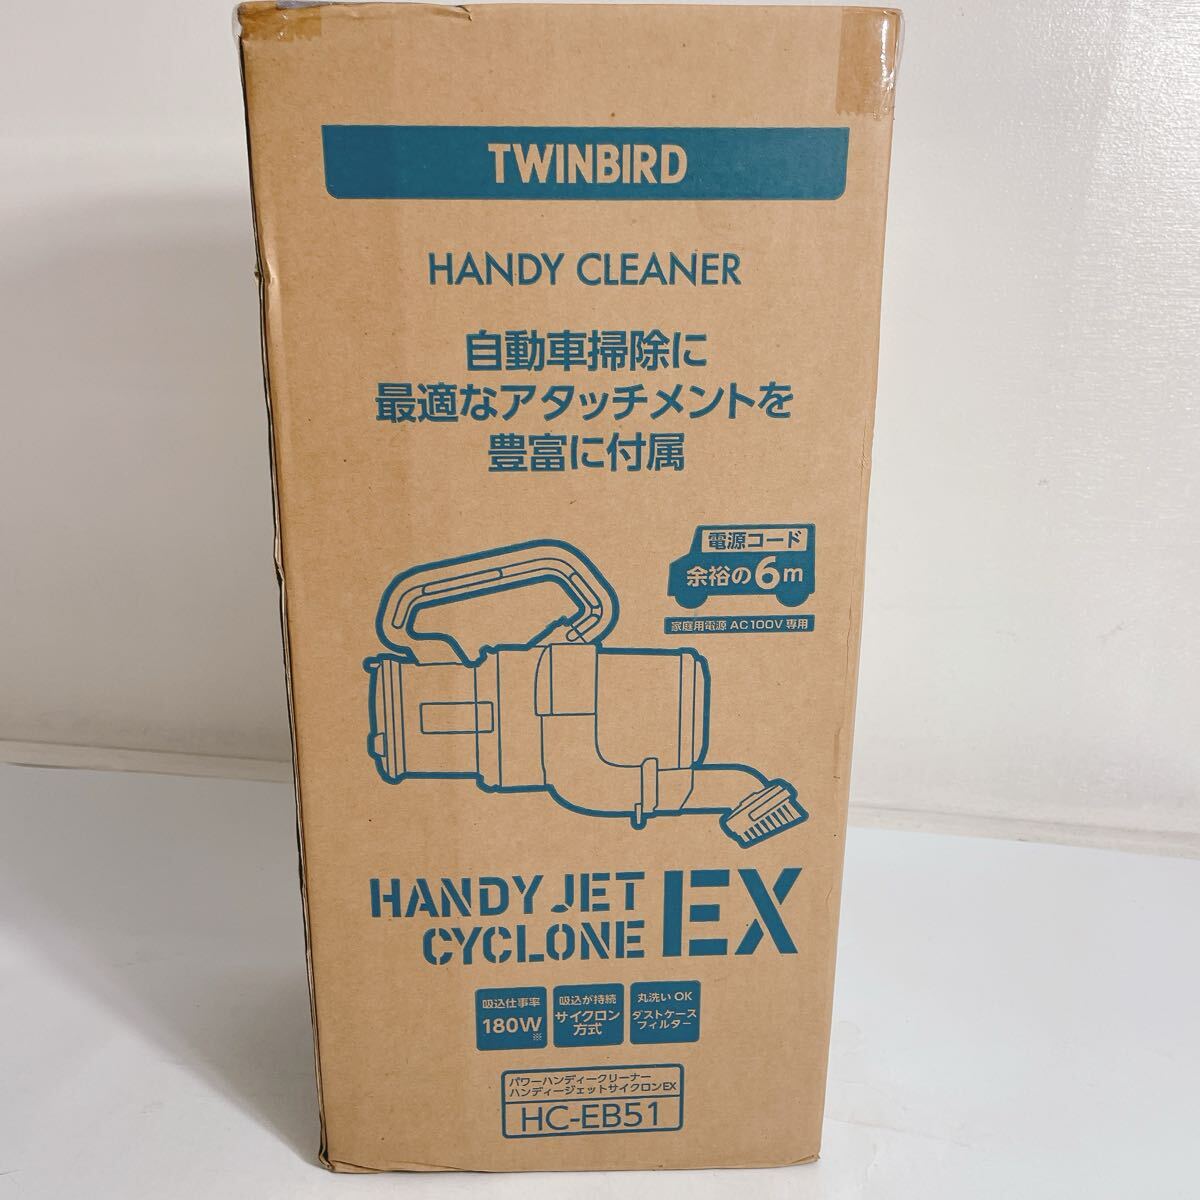 TWINBIRD
HANDY CLEANER
自動車掃除に
最適なアタッチメントを
豊富に付属
電源コード
余裕の6m
家庭用電源 AC100V 専用
HANDY JET
CYCLONE EX
吸込仕事率
180W※
吸込が持続
サイクロン
方式
丸洗い OK
ダストケース
フィルター
パワーハンディークリーナー
ハンディージェットサイクロンEX
HC-EB51